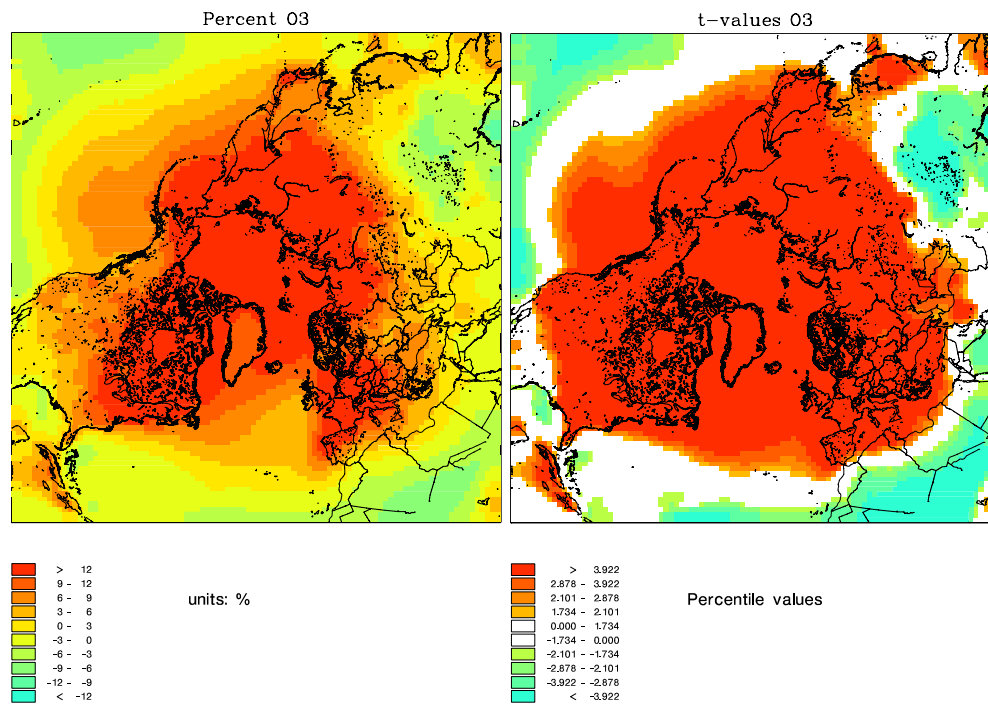 Percent O3
t-values O3
> 12
9 - 12
6 - 9
3 - 6
0 - 3
-3 - 0
-6 - -3
-9 - -6
-12 - -9
< -12
units: %
> 3.922
2.878 - 3.922
2.101 - 2.878
1.734 - 2.101
0.000 - 1.734
-1.734 - 0.000
-2.101 - -1.734
-2.878 - -2.101
-3.922 - -2.878
< -3.922
Percentile values